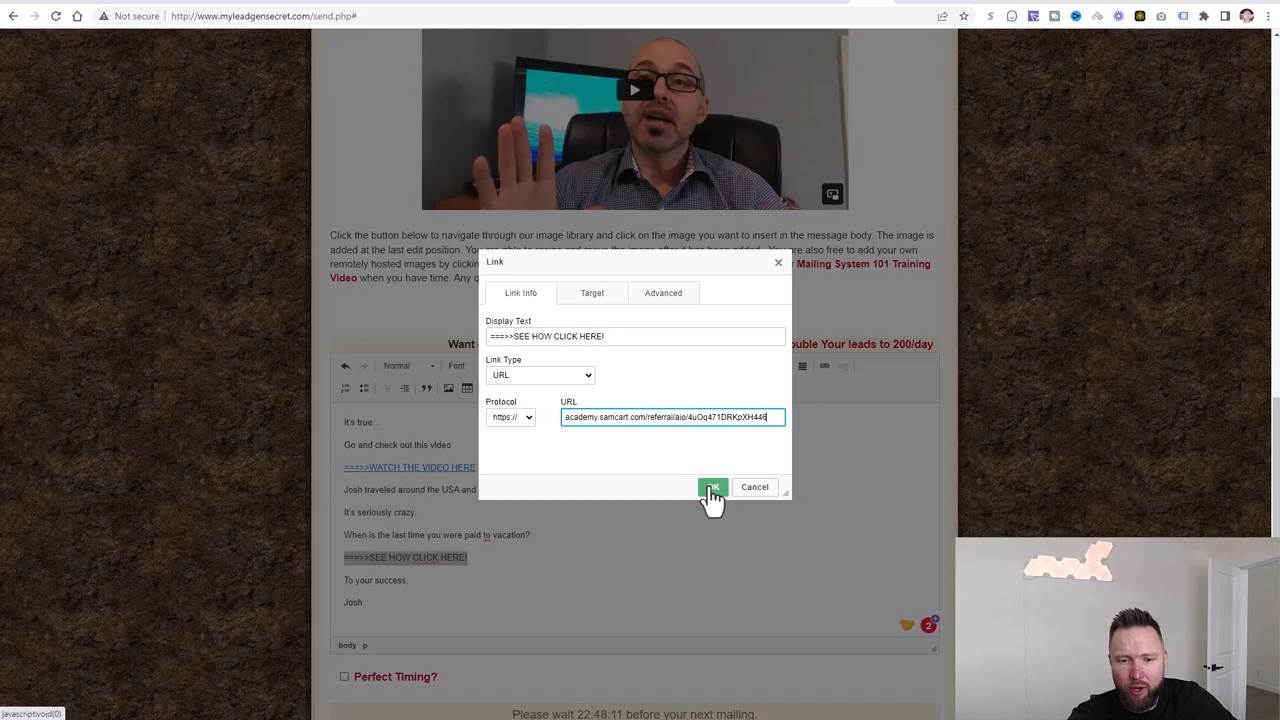 Not secure
http://www.myleadgensecret.com/send.php#
Click the button below to navigate through our image library and click on the image you want to insert in the message body. The image is
added at the last edit position. You
are also free to add your own
remotely hosted images by clickin
Mailing System 101 Training
Video when you have time. Any q
Link
Link Info
Target
Advanced
Display Text
===>>SEE HOW CLICK HERE!
Link Type
URL
Protocol
URL
https://
academy.samcart.com/referral/aio/4uOq471DRKpXH446
OK
Cancel
Want
ouble Your leads to 200/day
Normal
Font
It's true...
Go and check out this video
===>>WATCH THE VIDEO HERE
Josh traveled around the USA and
It's seriously crazy.
When is the last time you were paid to vacation?
===>>SEE HOW CLICK HERE!
To your success,
Josh
2
body p
Perfect Timing?
Please wait 22:48:11 before your next mailing.
javascript:void(0)